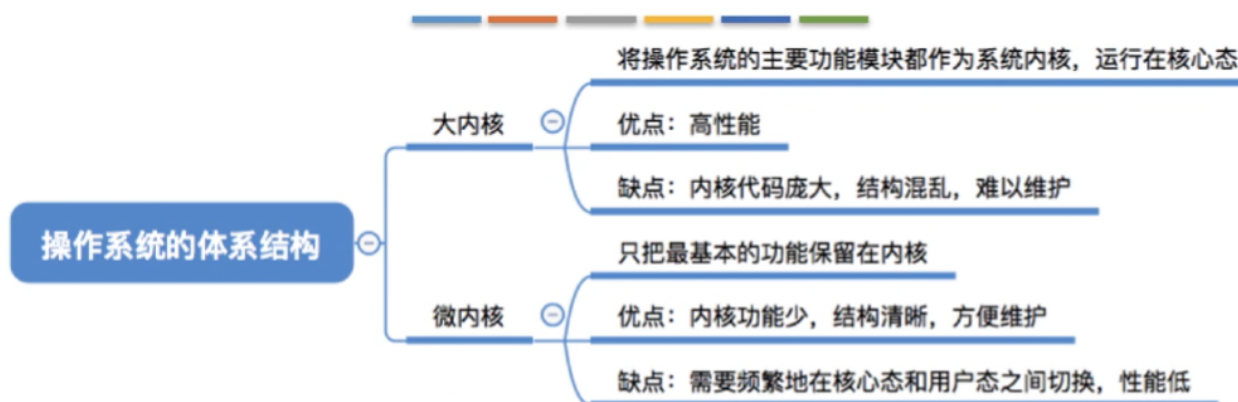 将操作系统的主要功能模块都作为系统内核，运行在核心态
大内核
优点：高性能
缺点：内核代码庞大，结构混乱，难以维护
操作系统的体系结构
只把最基本的功能保留在内核
微内核
优点：内核功能少，结构清晰，方便维护
缺点：需要频繁地在核心态和用户态之间切换，性能低